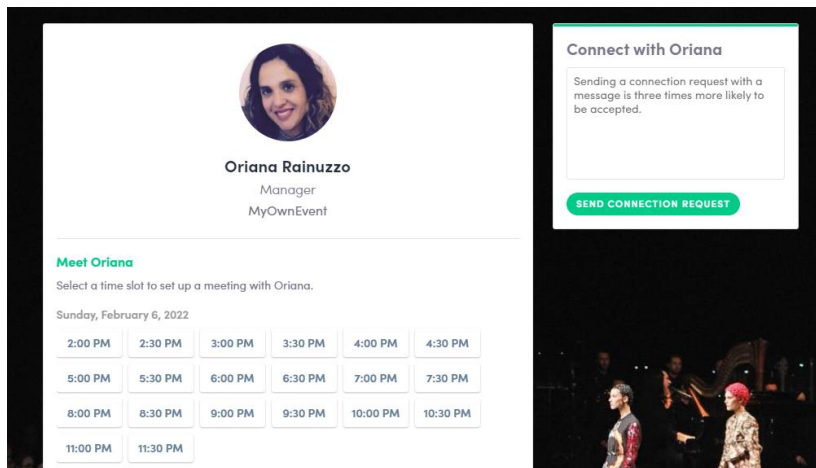 Oriana Rainuzzo
Manager
MyOwnEvent
Meet Oriana
Select a time slot to set up a meeting with Oriana.
Sunday, February 6, 2022
2:00 PM 2:30 PM 3:00 PM 3:30 PM 4:00 PM 4:30 PM
5:00 PM 5:30 PM 6:00 PM 6:30 PM 7:00 PM 7:30 PM
8:00 PM 8:30 PM 9:00 PM 9:30 PM 10:00 PM 10:30 PM
11:00 PM 11:30 PM
Connect with Oriana
Sending a connection request with a
message is three times more likely to
be accepted.
SEND CONNECTION REQUEST